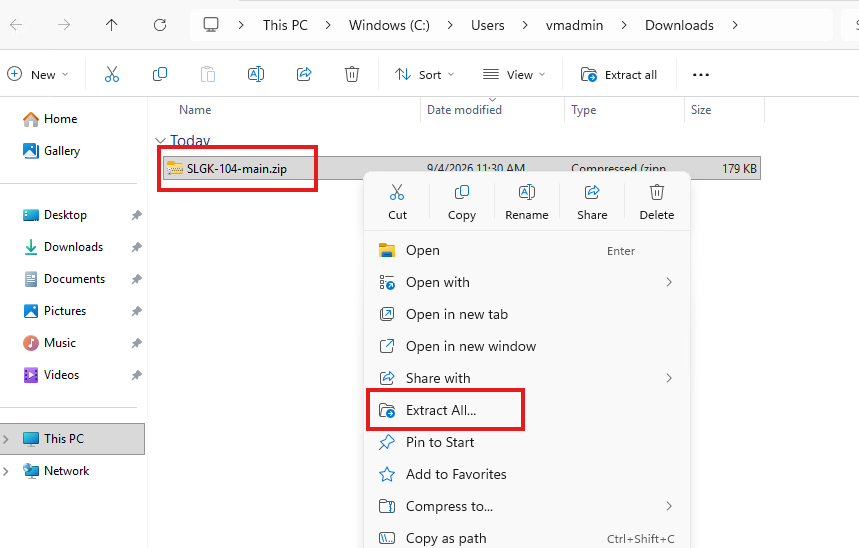 This PC > Windows (C:) > Users > vmadmin > Downloads >
New Sort View Extract all ...
Name Date modified Type Size
Home
Gallery
Desktop
Downloads
Documents
Pictures
Music
Videos
This PC
Network
Today
SLGK-104-main.zip 9/4/2026 11:30 AM Compressed (zipp... 179 KB
Cut Copy Rename Share Delete
Open Enter
Open with
Open in new tab
Open in new window
Share with
Extract All...
Pin to Start
Add to Favorites
Compress to...
Copy as path Ctrl+Shift+C